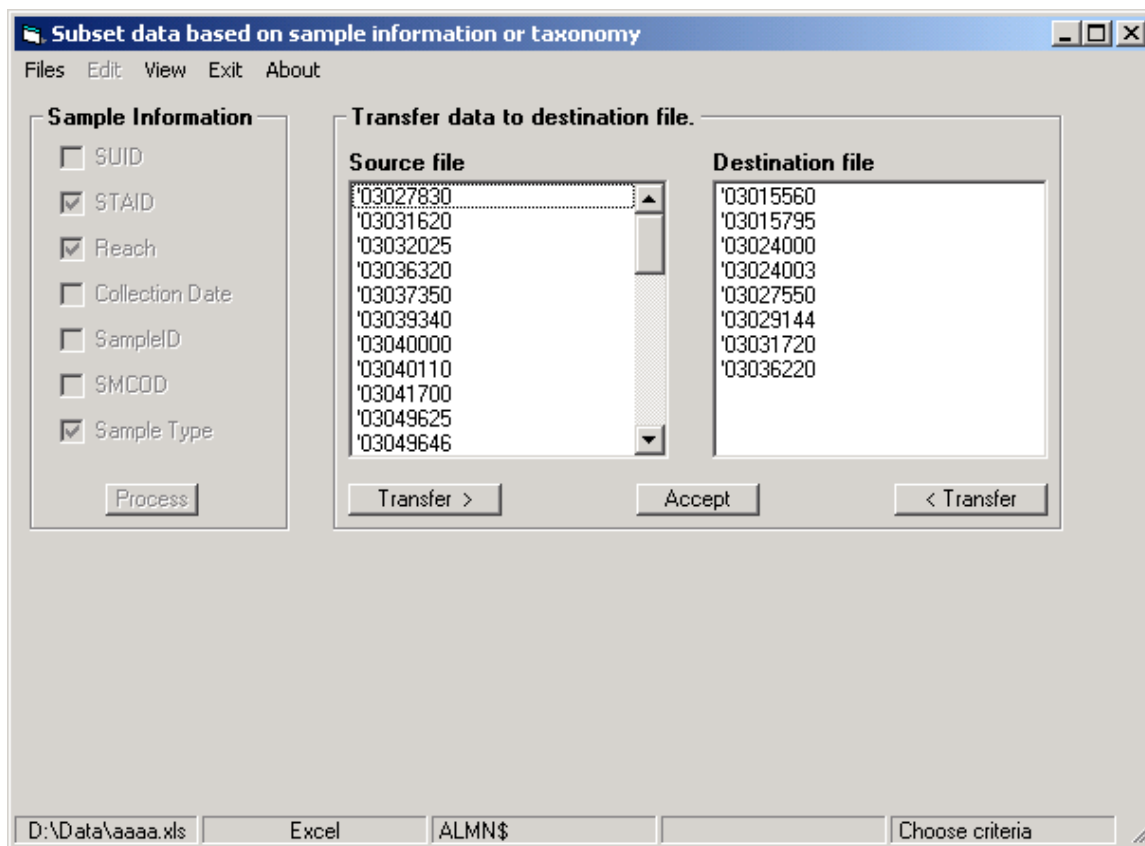 Subset data based on sample information or taxonomy
Files Edit View Exit About
Sample Information
SUID
STAID
Reach
Collection Date
SampleID
SMCOD
Sample Type
Process
Transfer data to destination file.
Source file
'03027830
'03031620
'03032025
'03036320
'03037350
'03039340
'03040000
'03040110
'03041700
'03049625
'03049646
Destination file
'03015560
'03015795
'03024000
'03024003
'03027550
'03029144
'03031720
'03036220
Transfer > Accept < Transfer
D:\Data\aaaa.xls Excel ALMN$ Choose criteria